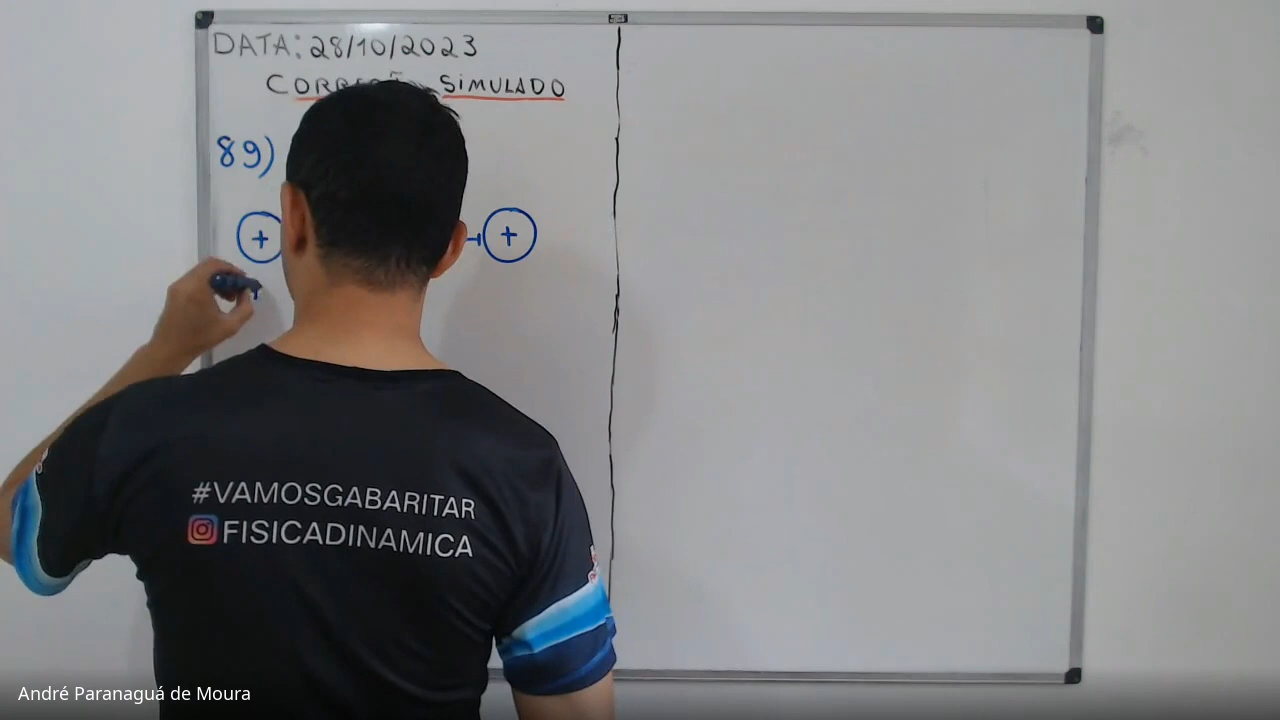 DATA: 28/10/2023
SIMULADO
89)
+ +
#VAMOSGABARITAR
FISICADINAMICA
André Paranaguá de Moura